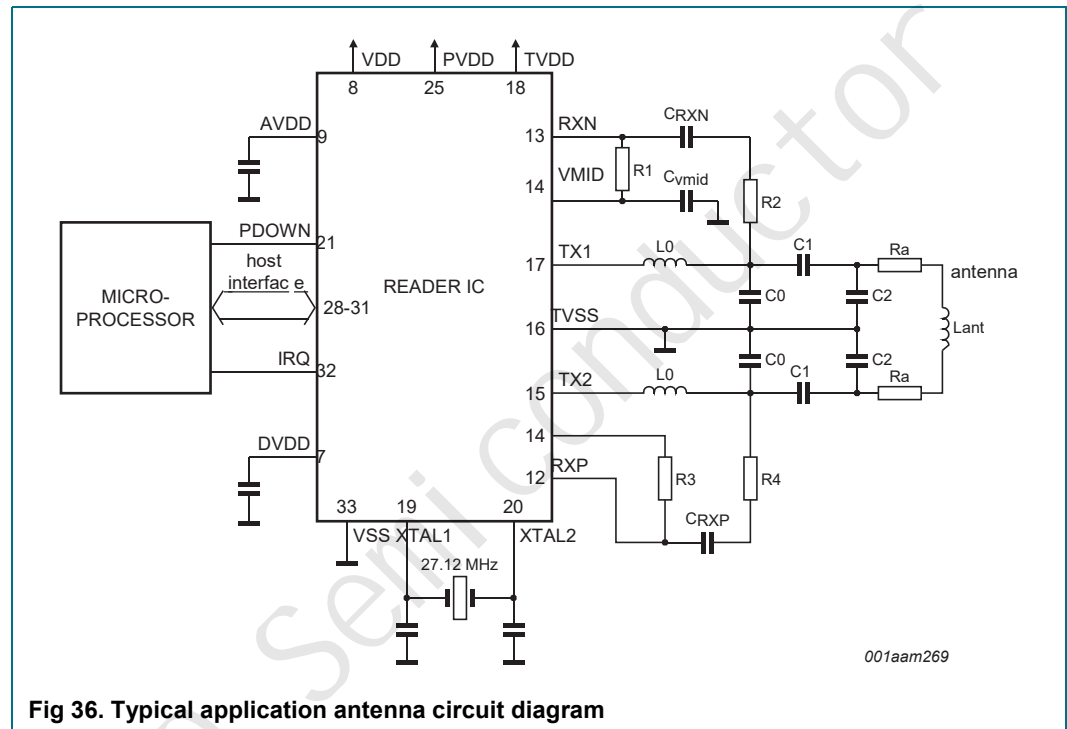 VDD
PVDD
TVDD
8
25
18
AVDD
9
13
RXN
CRXN
R1
VMID
14
Cvmid
R2
PDOWN
21
host
interfac e
28-31
MICRO-
PROCESSOR
READER IC
17
TX1
L0
C1
Ra
antenna
C0
C2
Lant
16
TVSS
C0
C2
IRQ
32
15
TX2
L0
C1
Ra
DVDD
7
14
12
RXP
R3
R4
CRXP
33
19
20
VSS
XTAL1
XTAL2
27.12 MHz
001aam269
Semi conductor
Fig 36. Typical application antenna circuit diagram